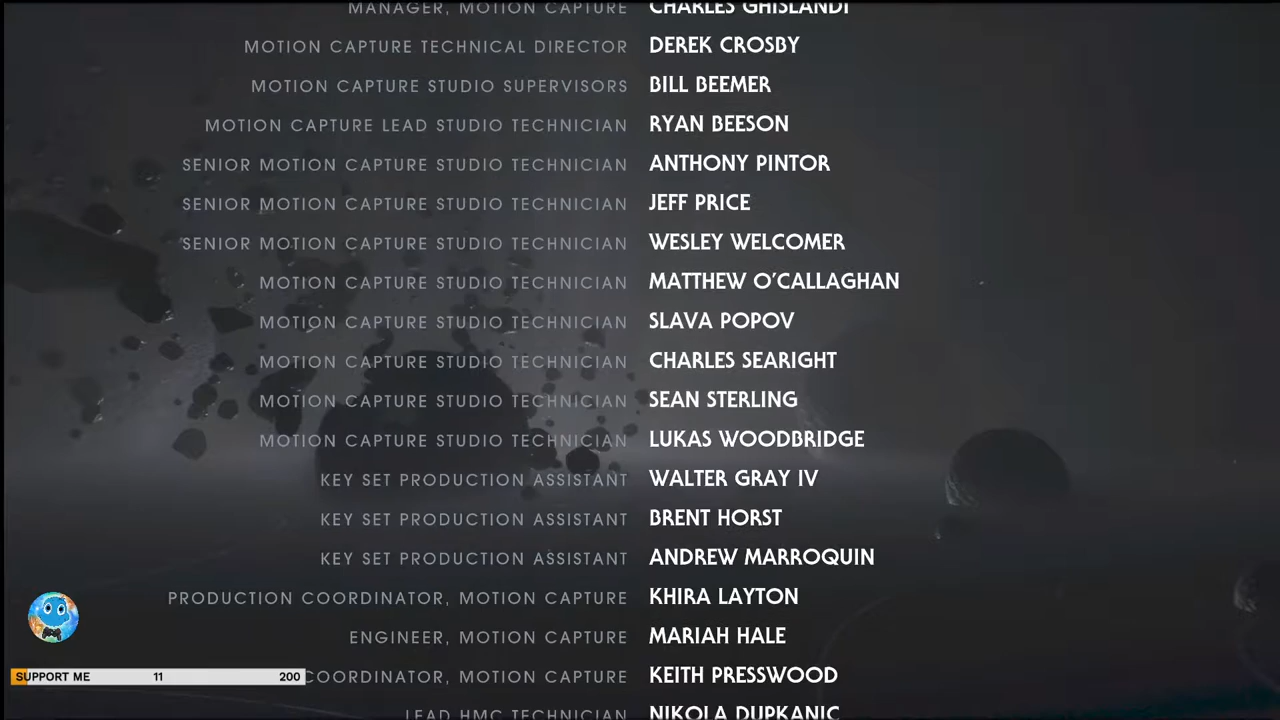 MANAGER, MOTION CAPTURE CHARLES GHISLANDI
MOTION CAPTURE TECHNICAL DIRECTOR DEREK CROSBY
MOTION CAPTURE STUDIO SUPERVISORS BILL BEEMER
MOTION CAPTURE LEAD STUDIO TECHNICIAN RYAN BEESON
SENIOR MOTION CAPTURE STUDIO TECHNICIAN ANTHONY PINTOR
SENIOR MOTION CAPTURE STUDIO TECHNICIAN JEFF PRICE
SENIOR MOTION CAPTURE STUDIO TECHNICIAN WESLEY WELCOMER
MOTION CAPTURE STUDIO TECHNICIAN MATTHEW O'CALLAGHAN
MOTION CAPTURE STUDIO TECHNICIAN SLAVA POPOV
MOTION CAPTURE STUDIO TECHNICIAN CHARLES SEARIGHT
MOTION CAPTURE STUDIO TECHNICIAN SEAN STERLING
MOTION CAPTURE STUDIO TECHNICIAN LUKAS WOODBRIDGE
KEY SET PRODUCTION ASSISTANT WALTER GRAY IV
KEY SET PRODUCTION ASSISTANT BRENT HORST
KEY SET PRODUCTION ASSISTANT ANDREW MARROQUIN
PRODUCTION COORDINATOR, MOTION CAPTURE KHIRA LAYTON
ENGINEER, MOTION CAPTURE MARIAH HALE
COORDINATOR, MOTION CAPTURE KEITH PRESSWOOD
SUPPORT ME 11 200
LEAD HMC TECHNICIAN NIKOLA DUPKANIC